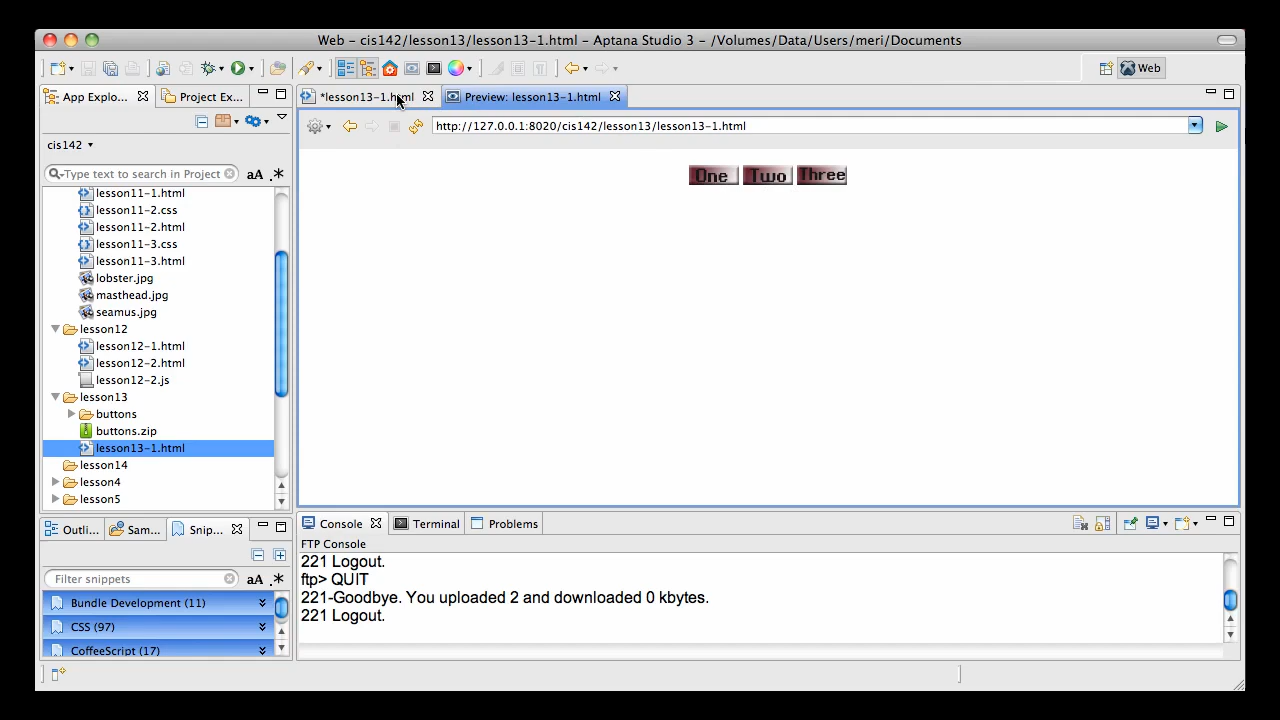 Web – cis142/lesson13/lesson13-1.html – Aptana Studio 3 – /Volumes/Data/Users/meri/Documents
Web
App Explo...
Project Ex...
*lesson13-1.html
Preview: lesson13-1.html
http://127.0.0.1:8020/cis142/lesson13/lesson13-1.html
cis142
Type text to search in Project
aA .*
One Two Three
lesson11-1.html
lesson11-2.css
lesson11-2.html
lesson11-3.css
lesson11-3.html
lobster.jpg
masthead.jpg
seamus.jpg
lesson12
lesson12-1.html
lesson12-2.html
lesson12-2.js
lesson13
buttons
buttons.zip
lesson13-1.html
lesson14
lesson4
lesson5
Outli...
Sam...
Snip...
Filter snippets
aA .*
Bundle Development (11)
CSS (97)
CoffeeScript (17)
Console
Terminal
Problems
FTP Console
221 Logout.
ftp> QUIT
221-Goodbye. You uploaded 2 and downloaded 0 kbytes.
221 Logout.